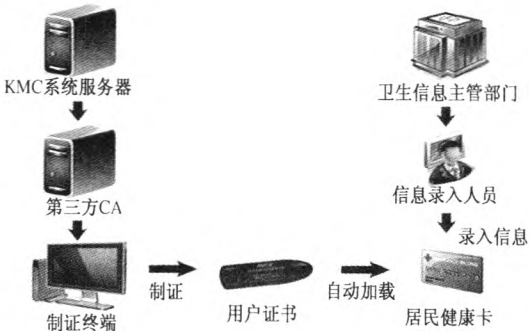 KMC系统服务器
卫生信息主管部门
第三方CA
信息录入人员
录入信息
制证
自动加载
制证终端
用户证书
居民健康卡